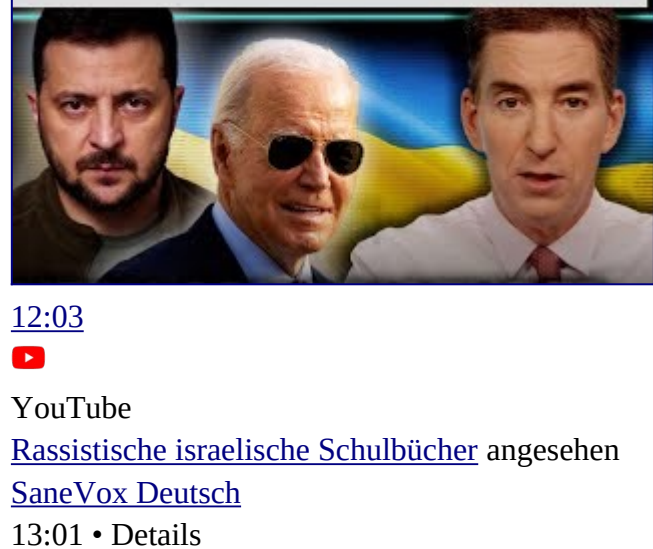 12:03
YouTube
Rassistische israelische Schulbücher angesehen
SaneVox Deutsch
13:01 • Details